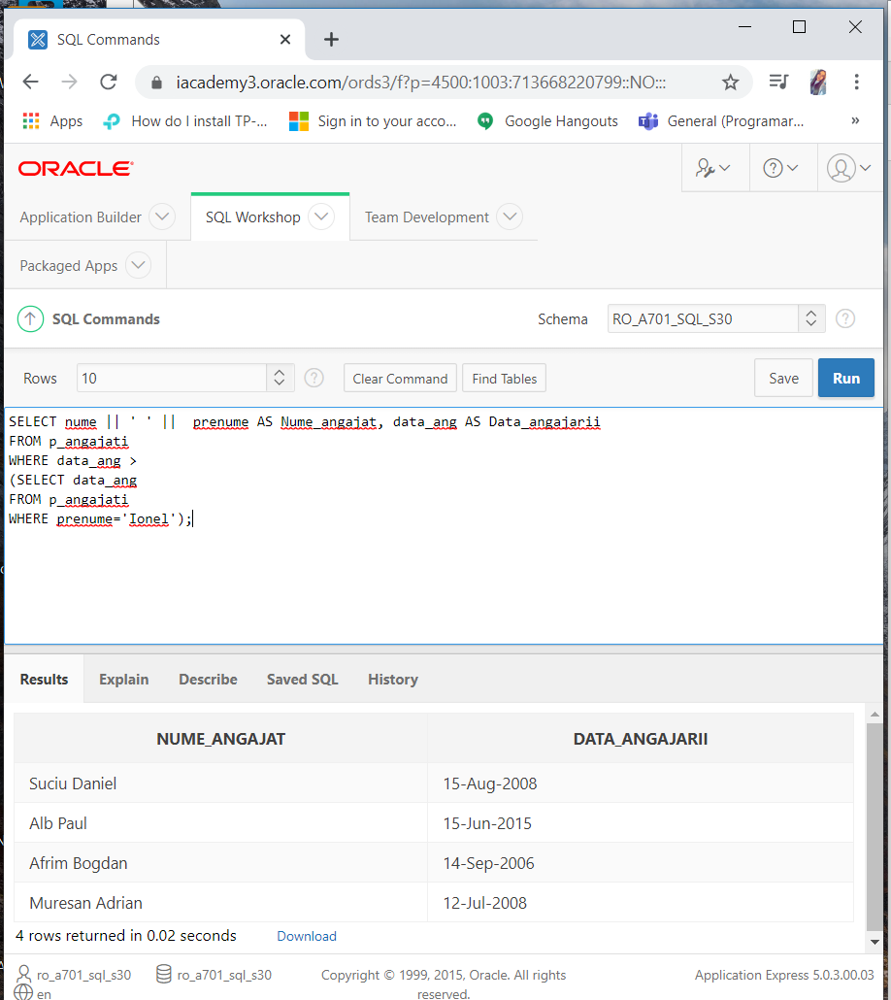 SQL Commands
iacademy3.oracle.com/ords3/f?p=4500:1003:713668220799::NO:::
Apps How do I install TP-... Sign in to your acco... Google Hangouts General (Programar... »
ORACLE
Application Builder SQL Workshop Team Development
Packaged Apps
SQL Commands Schema RO_A701_SQL_S30
Rows 10 Clear Command Find Tables Save Run
SELECT nume || ' ' ||  prenume AS Nume_angajat, data_ang AS Data_angajarii
FROM p_angajati
WHERE data_ang >
(SELECT data_ang
FROM p_angajati
WHERE prenume='Ionel');
Results Explain Describe Saved SQL History
NUME_ANGAJAT DATA_ANGAJARII
Suciu Daniel 15-Aug-2008
Alb Paul 15-Jun-2015
Afrim Bogdan 14-Sep-2006
Muresan Adrian 12-Jul-2008
4 rows returned in 0.02 seconds Download
ro_a701_sql_s30 ro_a701_sql_s30 Copyright © 1999, 2015, Oracle. All rights Application Express 5.0.3.00.03
en reserved.